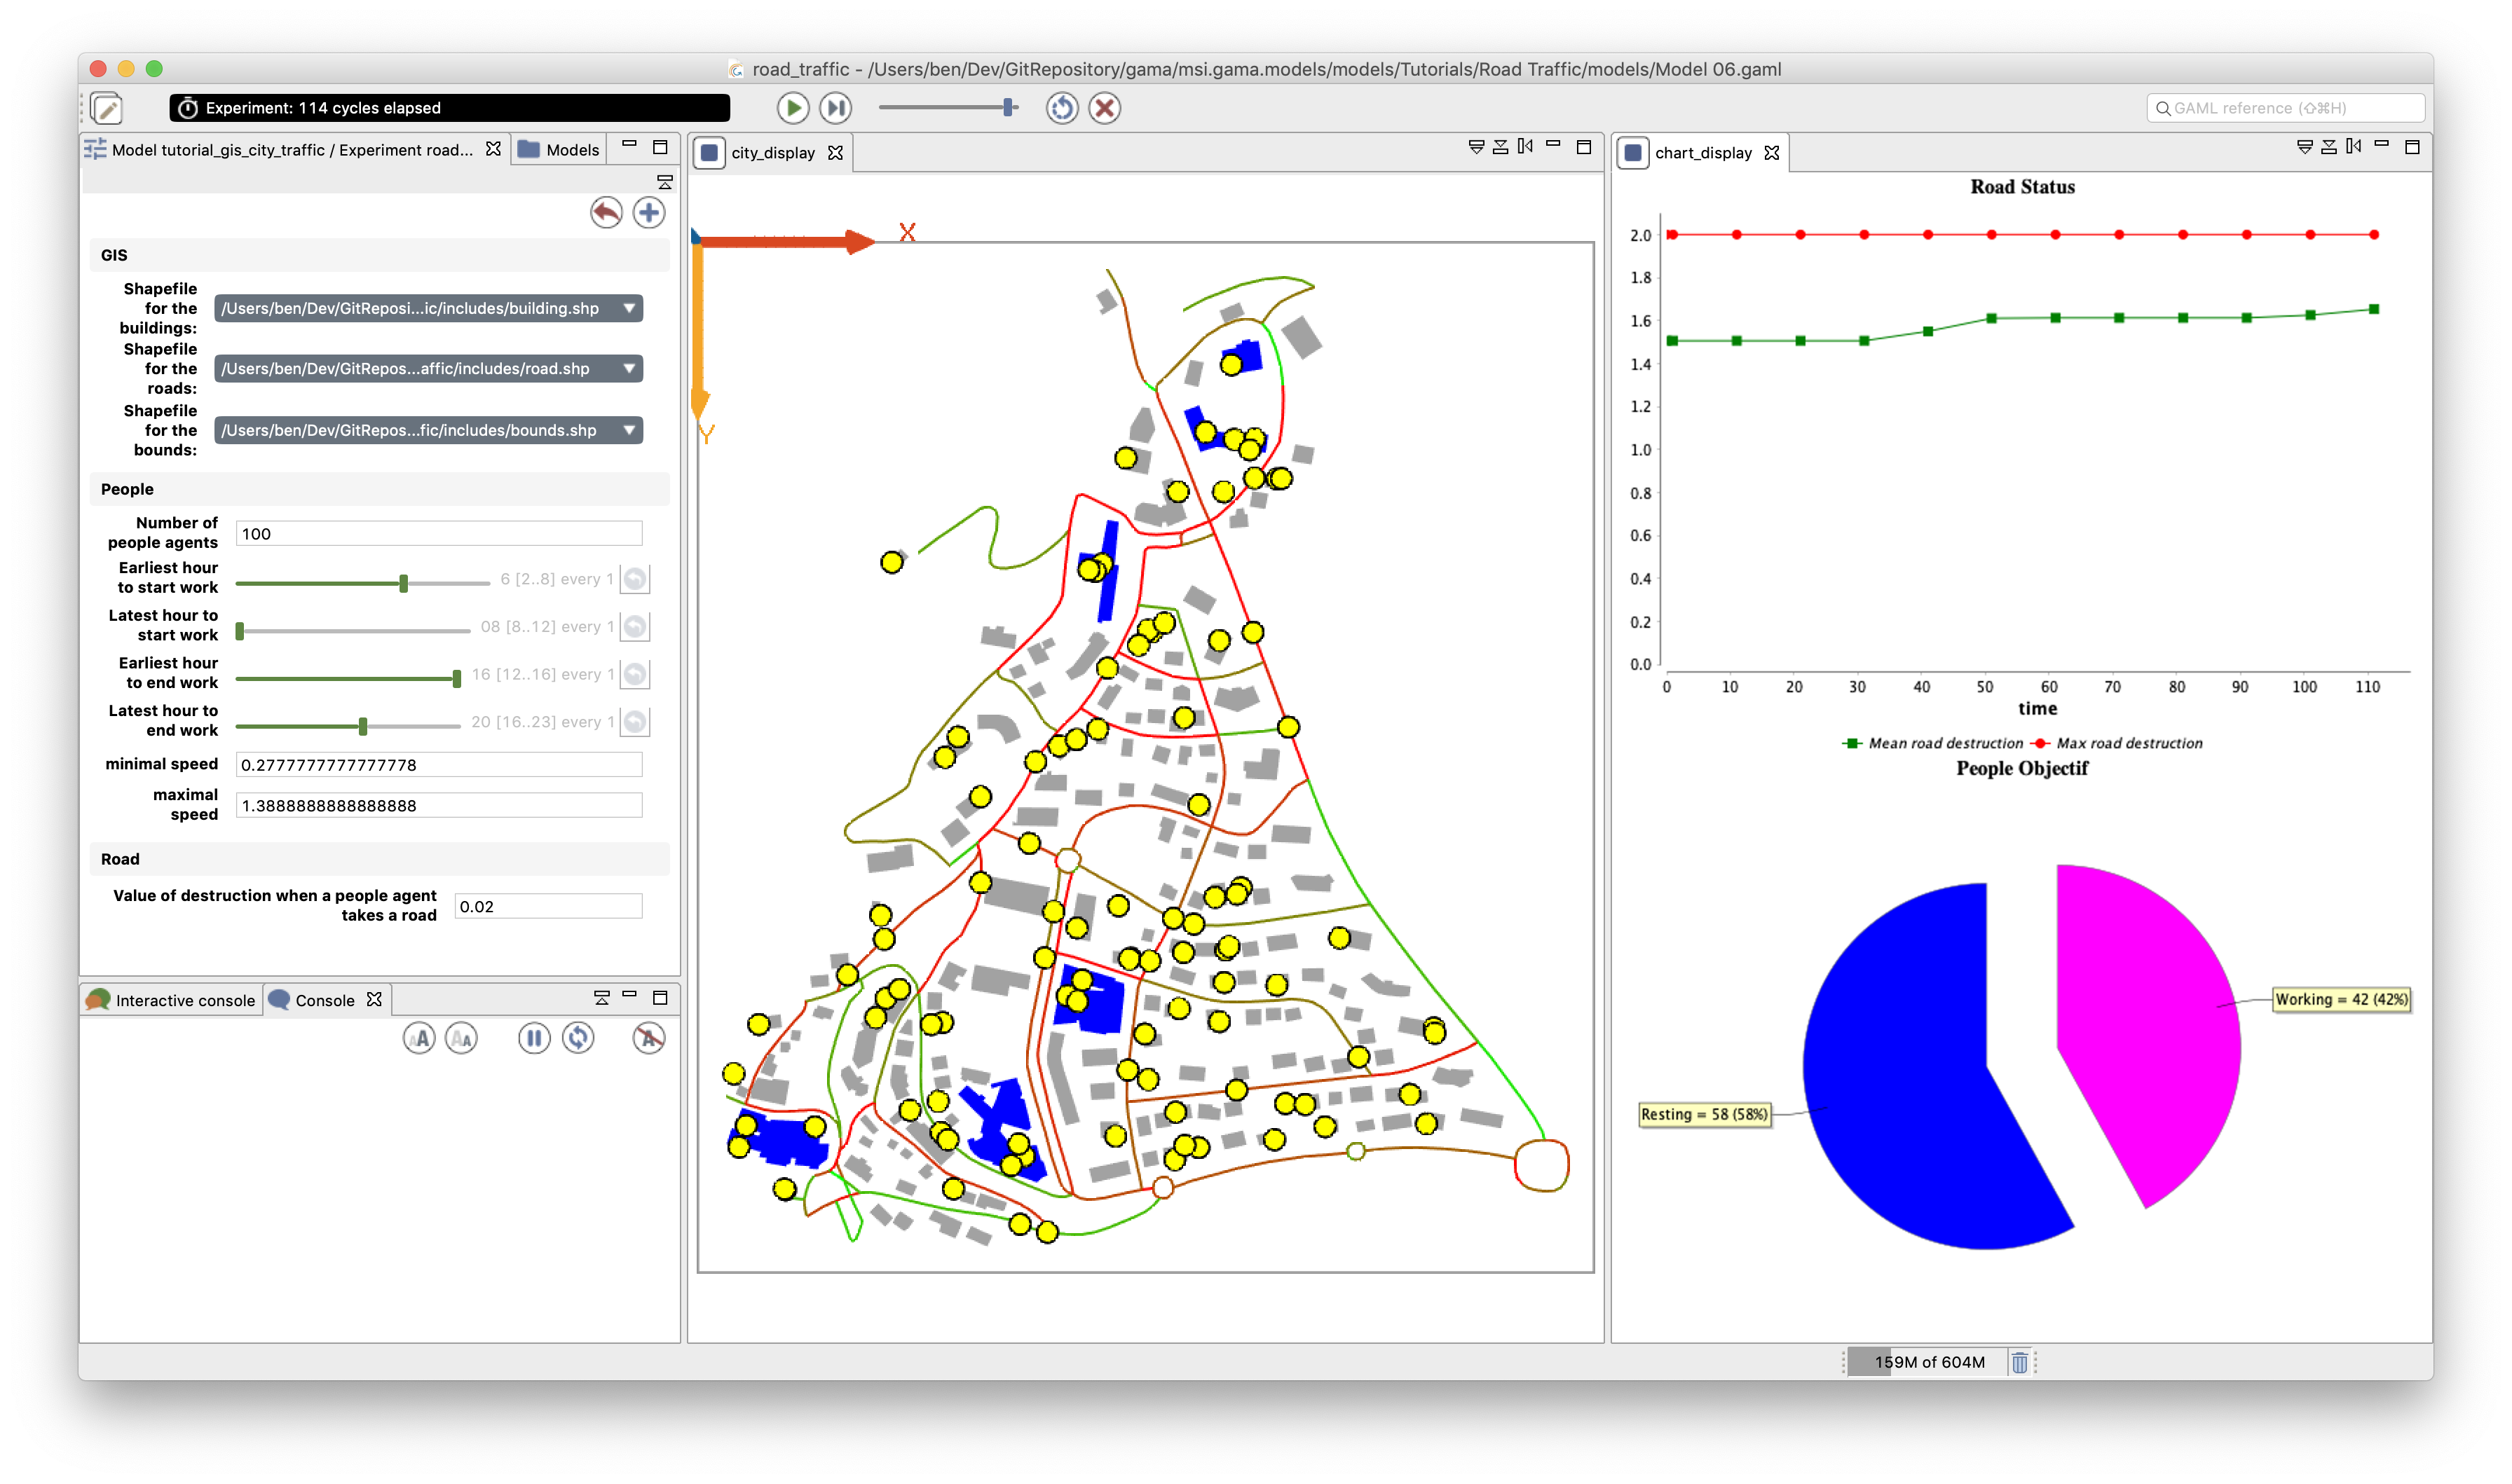 road_traffic - /Users/ben/Dev/GitRepository/gama/msi.gama.models/models/Tutorials/Road Traffic/models/Model 06.gaml
Experiment: 114 cycles elapsed
GAML reference (⇧⌘H)
Model tutorial_gis_city_traffic / Experiment road...
Models
GIS
Shapefile
for the
buildings:
/Users/ben/Dev/GitReposi...ic/includes/building.shp
Shapefile
for the
roads:
/Users/ben/Dev/GitRepos...affic/includes/road.shp
Shapefile
for the
bounds:
/Users/ben/Dev/GitRepos...fic/includes/bounds.shp
People
Number of
people agents
100
Earliest hour
to start work
6 [2..8] every 1
Latest hour to
start work
08 [8..12] every 1
Earliest hour
to end work
16 [12..16] every 1
Latest hour to
end work
20 [16..23] every 1
minimal speed
0.2777777777777778
maximal
speed
1.3888888888888888
Road
Value of destruction when a people agent
takes a road
0.02
Interactive console
Console
AA
AA
A
city_display
X
Y
chart_display
Road Status
2.0
1.8
1.6
1.4
1.2
1.0
0.8
0.6
0.4
0.2
0.0
0 10 20 30 40 50 60 70 80 90 100 110
time
Mean road destruction Max road destruction
People Objectif
Working = 42 (42%)
Resting = 58 (58%)
159M of 604M